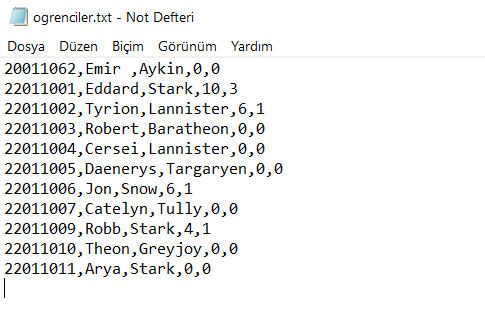 ogrenciler.txt - Not Defteri
Dosya Düzen Biçim Görünüm Yardım
20011062,Emir ,Aykin,0,0
22011001,Eddard,Stark,10,3
22011002,Tyrion,Lannister,6,1
22011003,Robert,Baratheon,0,0
22011004,Cersei,Lannister,0,0
22011005,Daenerys,Targaryen,0,0
22011006,Jon,Snow,6,1
22011007,Catelyn,Tully,0,0
22011009,Robb,Stark,4,1
22011010,Theon,Greyjoy,0,0
22011011,Arya,Stark,0,0